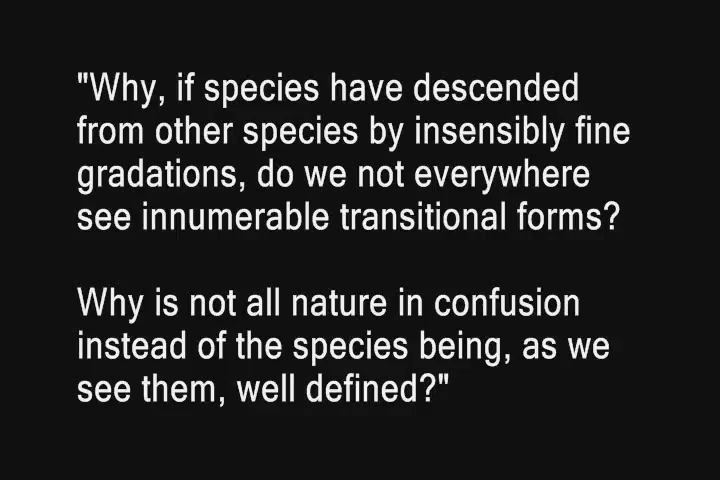 "Why, if species have descended
from other species by insensibly fine
gradations, do we not everywhere
see innumerable transitional forms?
Why is not all nature in confusion
instead of the species being, as we
see them, well defined?"